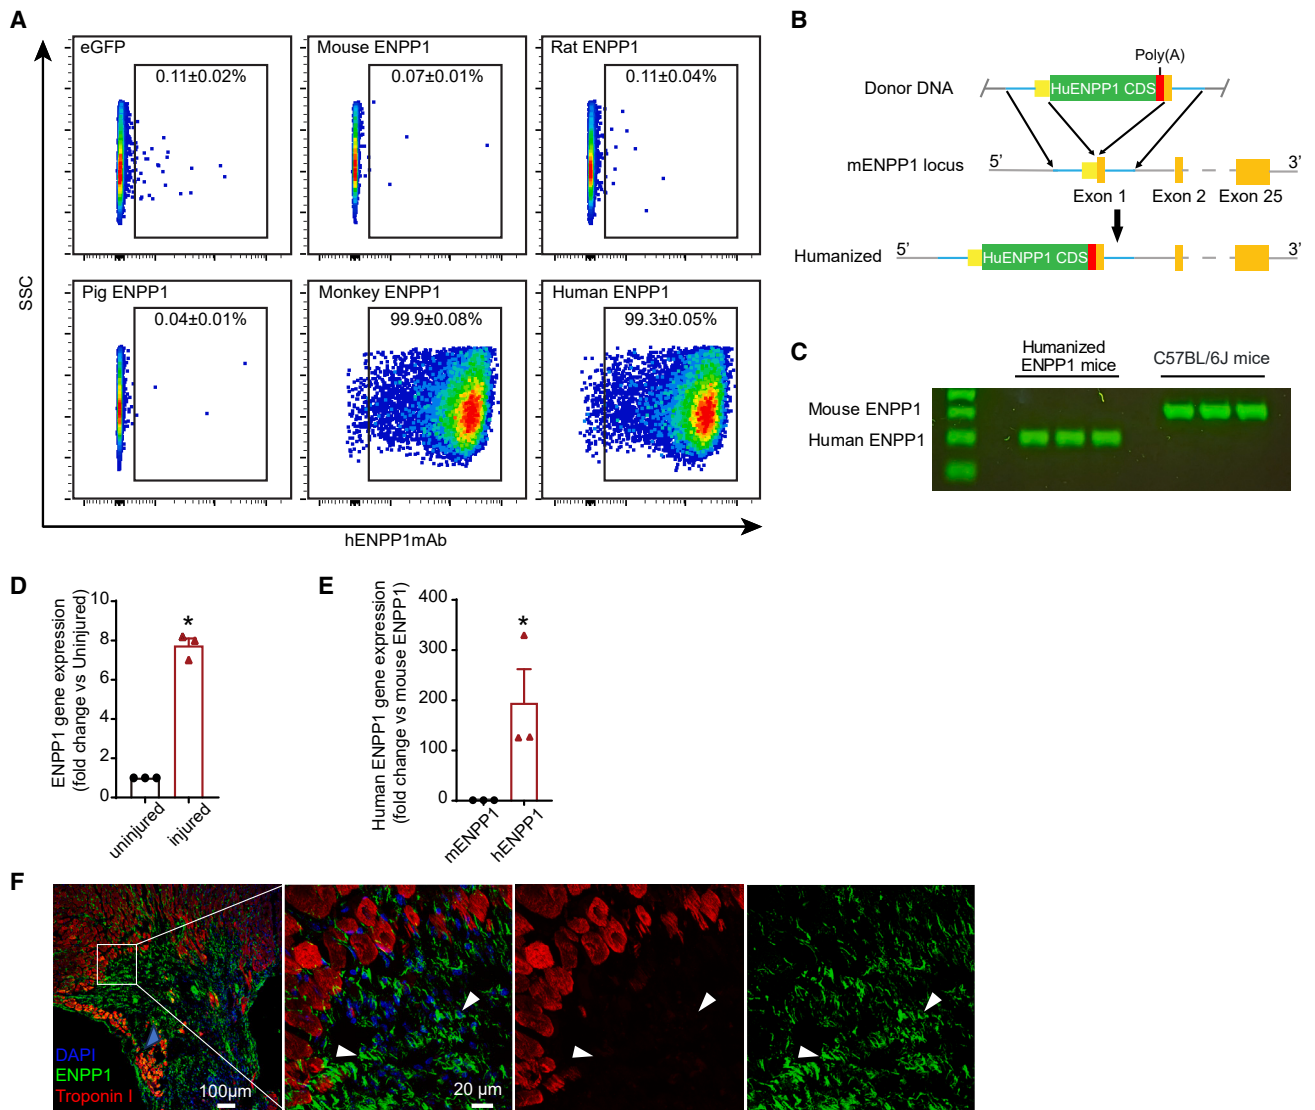 A
eGFP
0.11±0.02%
Mouse ENPP1
0.07±0.01%
Rat ENPP1
0.11±0.04%
Pig ENPP1
0.04±0.01%
Monkey ENPP1
99.9±0.08%
Human ENPP1
99.3±0.05%
SSC
hENPP1mAb
B
Poly(A)
Donor DNA
HuENPP1 CDS
mENPP1 locus
5’
3’
Exon 1
Exon 2
Exon 25
Humanized
5’
HuENPP1 CDS
3’
C
Humanized
ENPP1 mice
C57BL/6J mice
Mouse ENPP1
Human ENPP1
D
ENPP1 gene expression
(fold change vs Uninjured)
10
8
6
4
2
0
*
uninjured
injured
E
Human ENPP1 gene expression
(fold change vs mouse ENPP1)
400
300
200
100
0
*
mENPP1
hENPP1
F
DAPI
ENPP1
Troponin I
100µm
20 µm